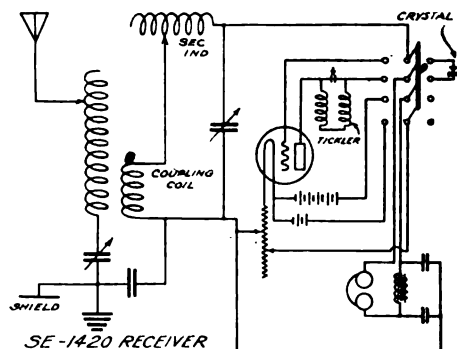 CRYSTAL
SEC
IND
TICKLER
COUPLING
COIL
SHIELD
SE-1420 RECEIVER